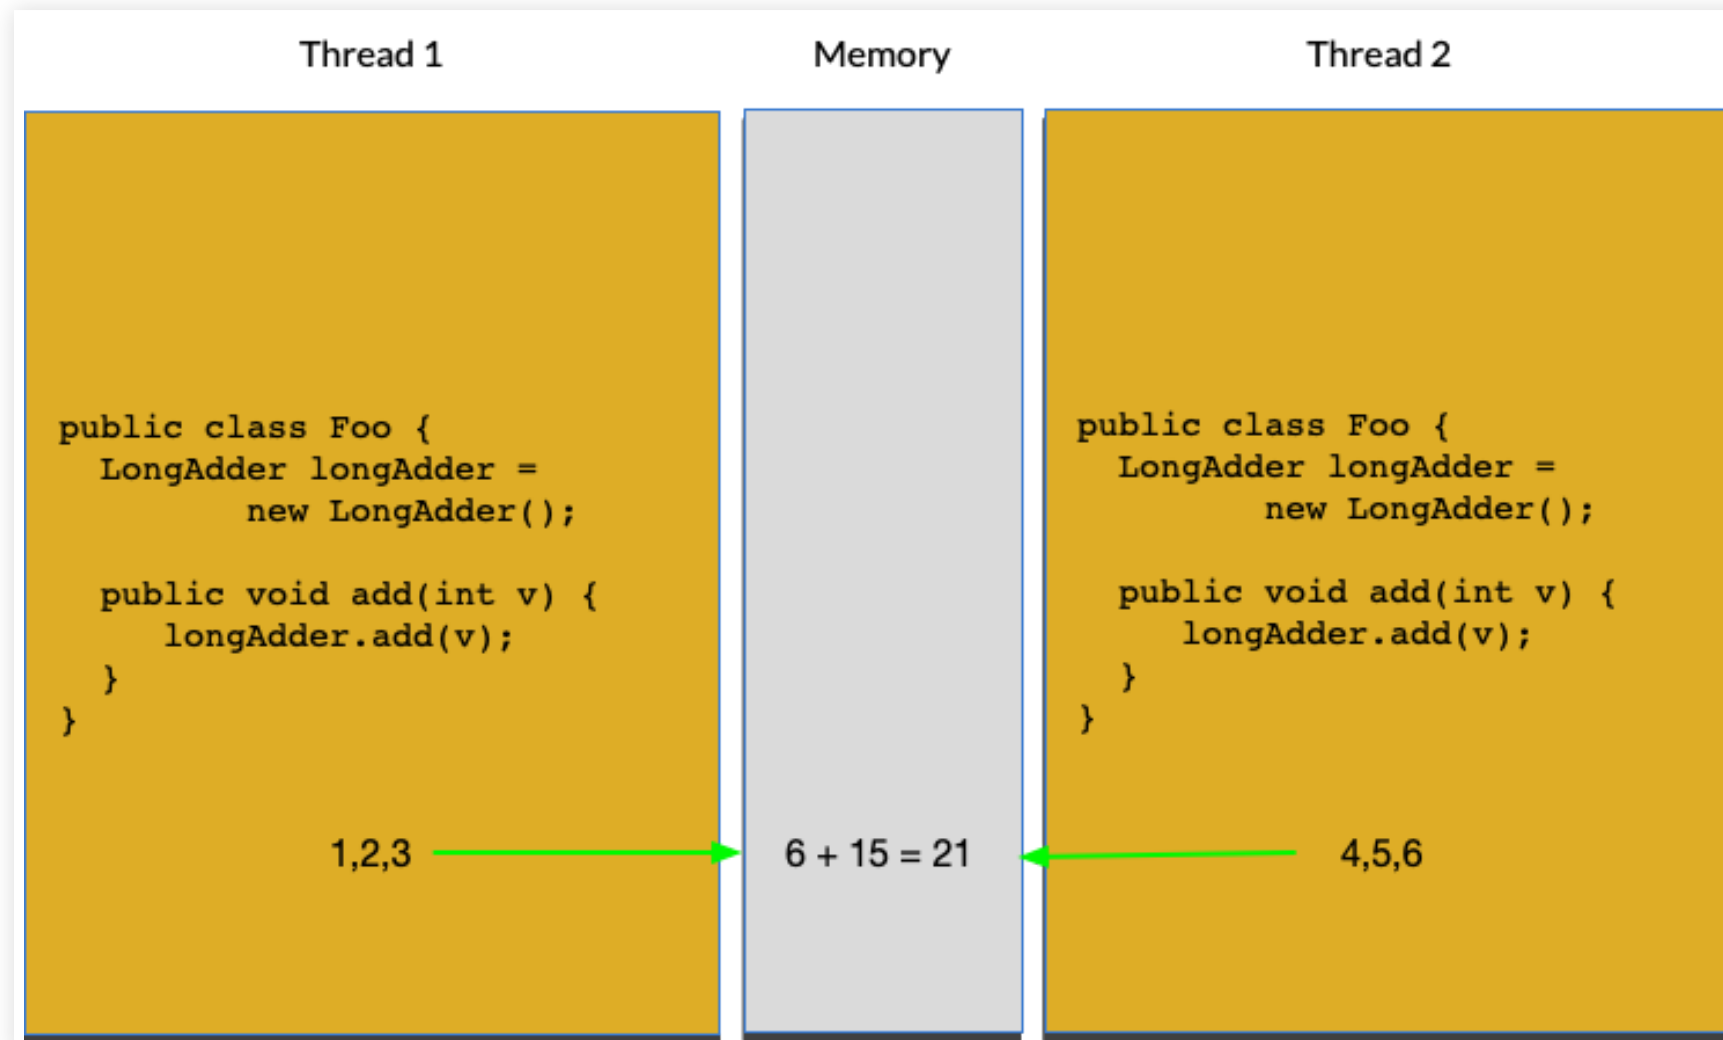 Thread 1
Memory
Thread 2
public class Foo {
LongAdder longAdder =
new LongAdder();
public void add(int v) {
longAdder.add(v);
}
}
1,2,3
6 + 15 = 21
public class Foo {
LongAdder longAdder =
new LongAdder();
public void add(int v) {
longAdder.add(v);
}
}
4,5,6